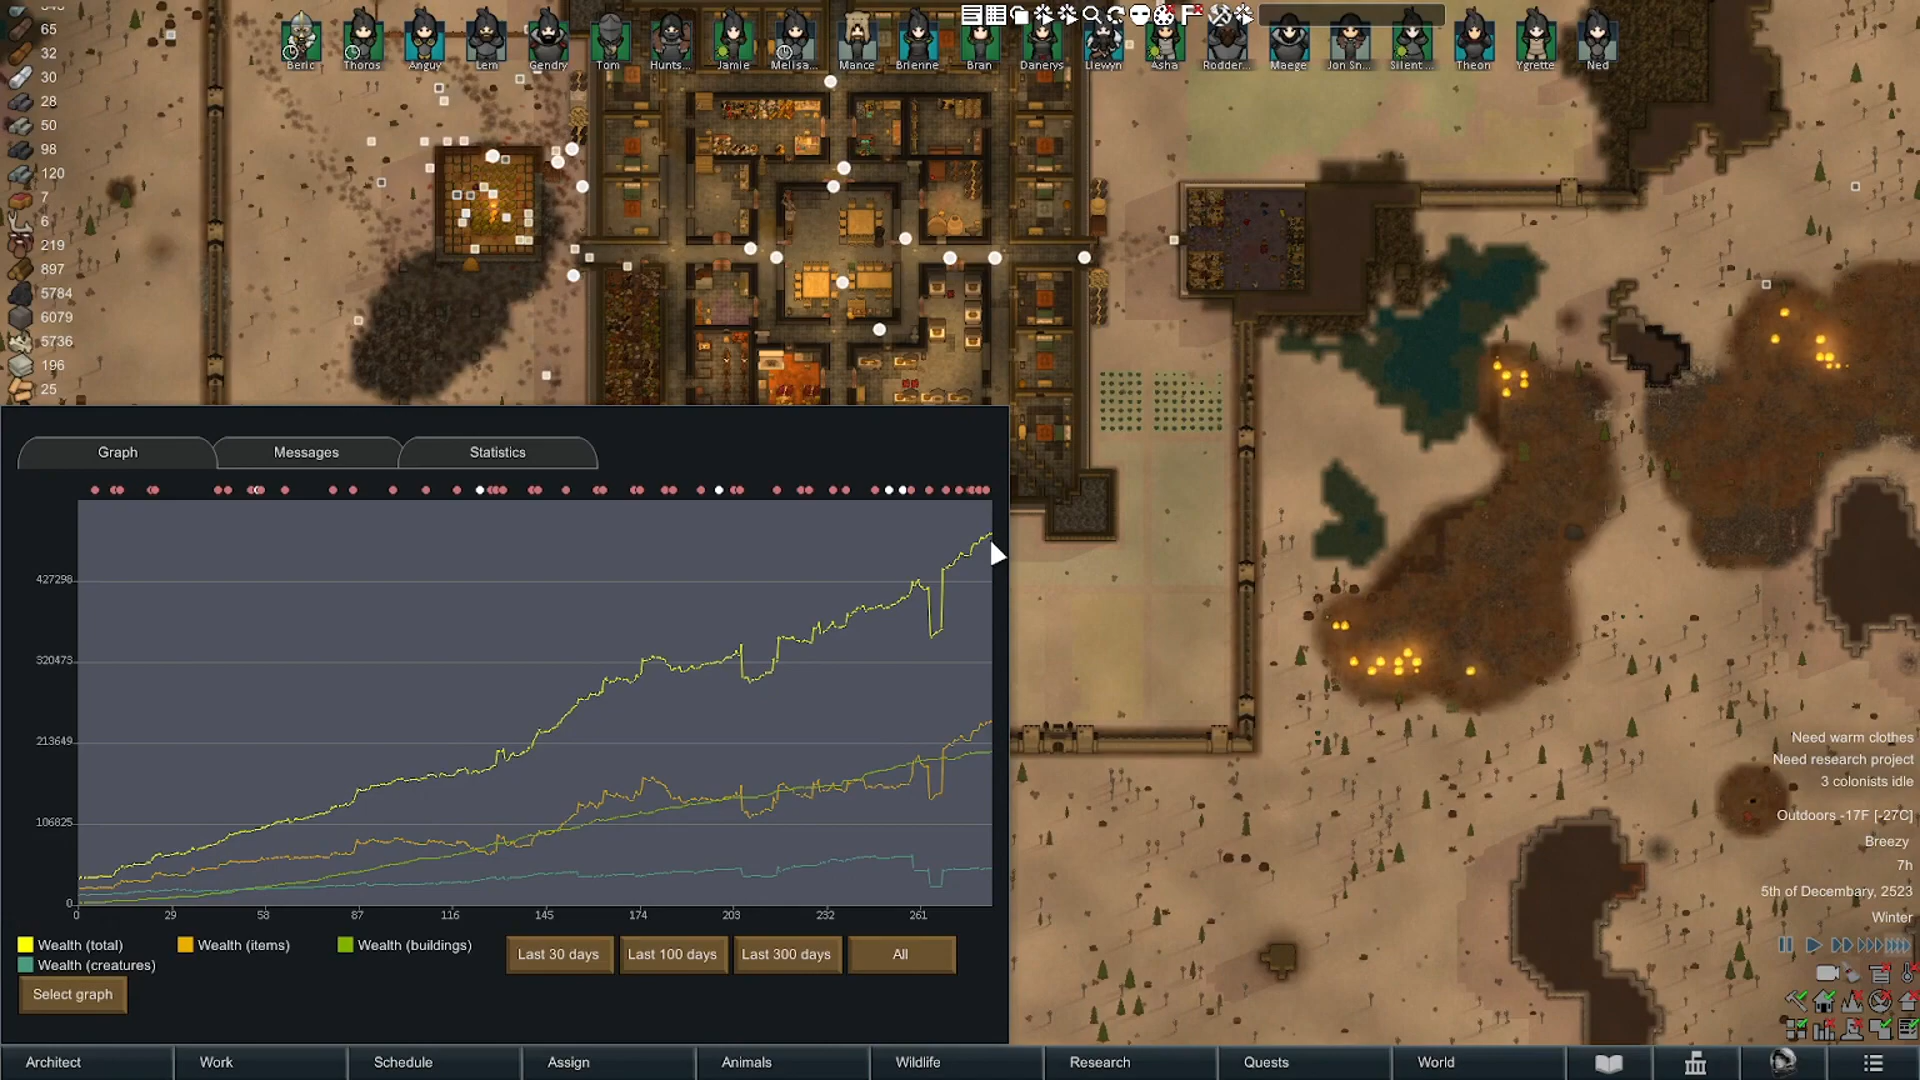 Beric Thoros Anguy Lem Gendry Tom Hunts... Jamie Melisa... Mance Brienne Bran Danerys Llewyn Asha Rodder... Maege Jon Sn... Silent ... Theon Ygrette Ned
65
32
30
28
50
98
120
7
6
219
897
5784
6079
5736
196
25
Graph Messages Statistics
427298
320473
213649
106825
0
0 29 58 87 116 145 174 203 232 261
Wealth (total) Wealth (items) Wealth (buildings)
Wealth (creatures)
Last 30 days Last 100 days Last 300 days All
Select graph
Need warm clothes
Need research project
3 colonists idle
Outdoors -17F [-27C]
Breezy
7h
5th of Decembary, 2523
Winter
Architect Work Schedule Assign Animals Wildlife Research Quests World